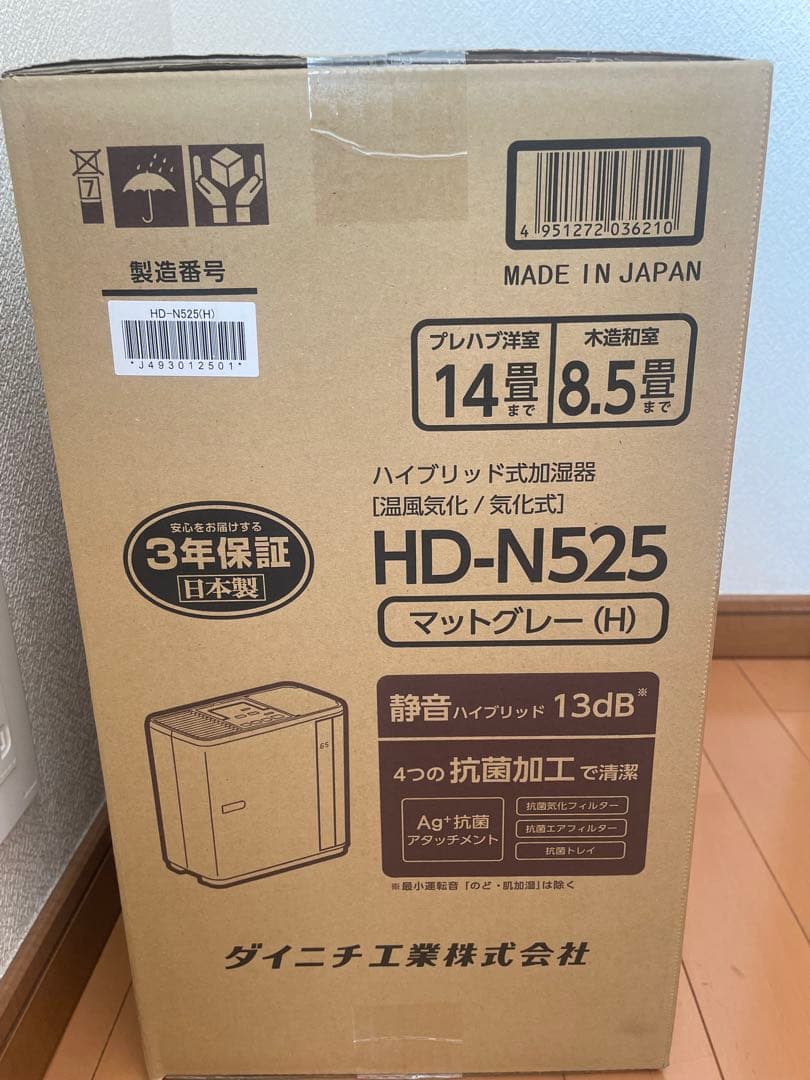 7
4 951272 036210
MADE IN JAPAN
製造番号
HD-N525(H)
*J493012501*
プレハブ洋室
14畳まで
木造和室
8.5畳まで
ハイブリッド式加湿器
[温風気化 / 気化式]
HD-N525
マットグレー(H)
安心をお届けする
3年保証
日本製
65
静音ハイブリッド 13dB※
4つの抗菌加工で清潔
Ag+抗菌
アタッチメント
抗菌気化フィルター
抗菌エアフィルター
抗菌トレイ
※最小運転音「のど・肌加湿」は除く
ダイニチ工業株式会社